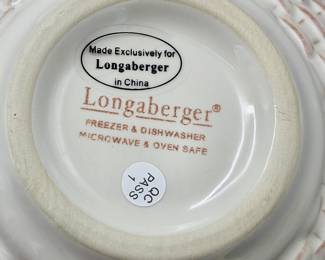 Made Exclusively for
Longaberger
in China
Longaberger®
FREEZER & DISHWASHER
MICROWAVE & OVEN SAFE
QC
PASS
1